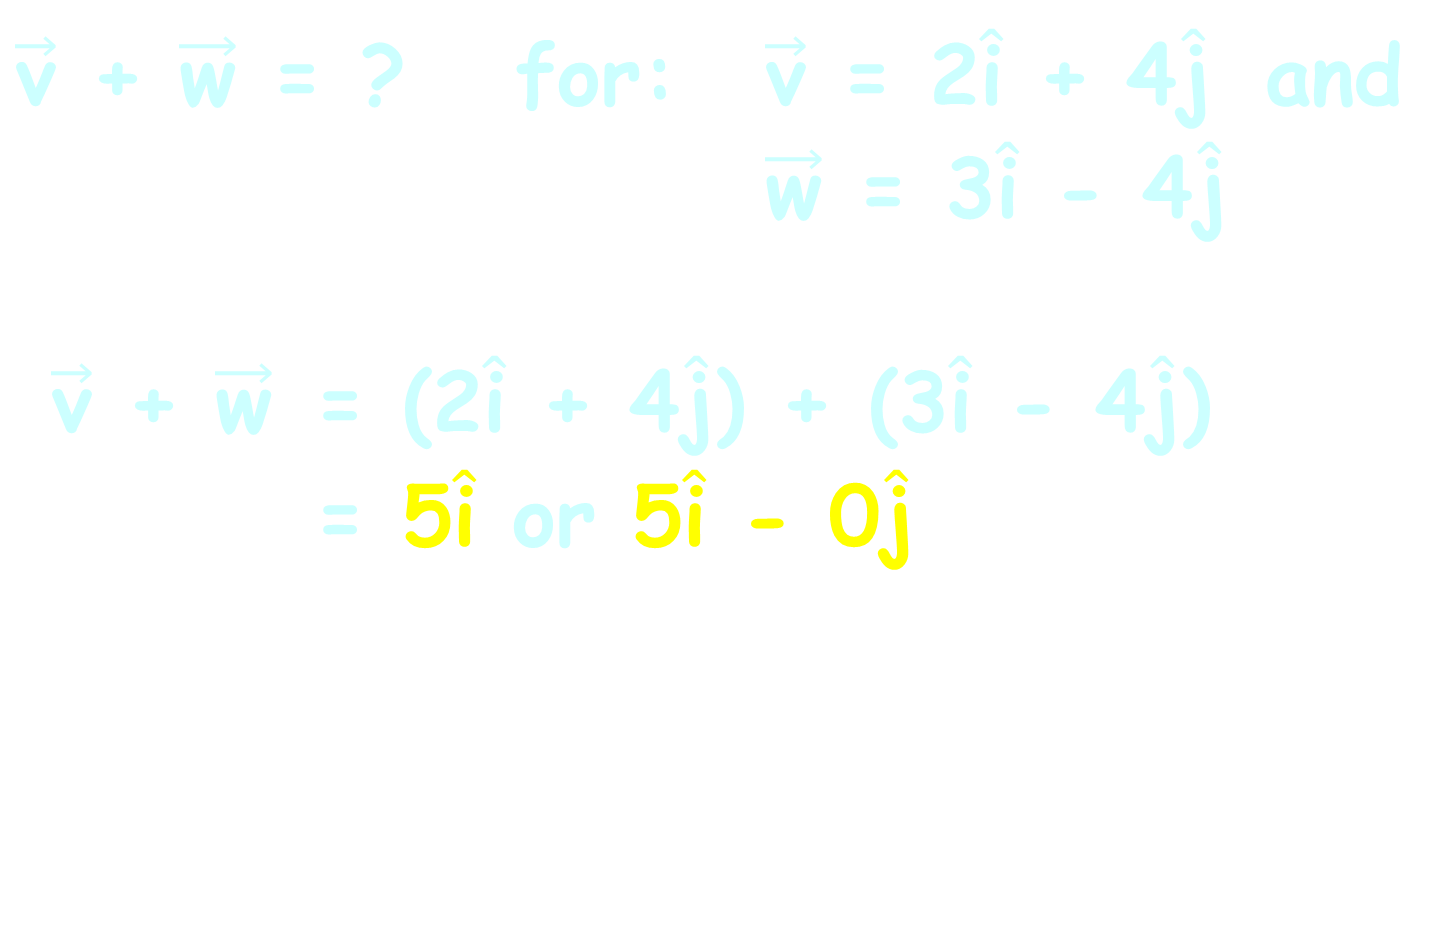 v⃗ + w⃗ = ? for: v⃗ = 2î + 4ĵ and
w⃗ = 3î - 4ĵ
v⃗ + w⃗ = (2î + 4ĵ) + (3î - 4ĵ)
= 5î or 5î - 0ĵ